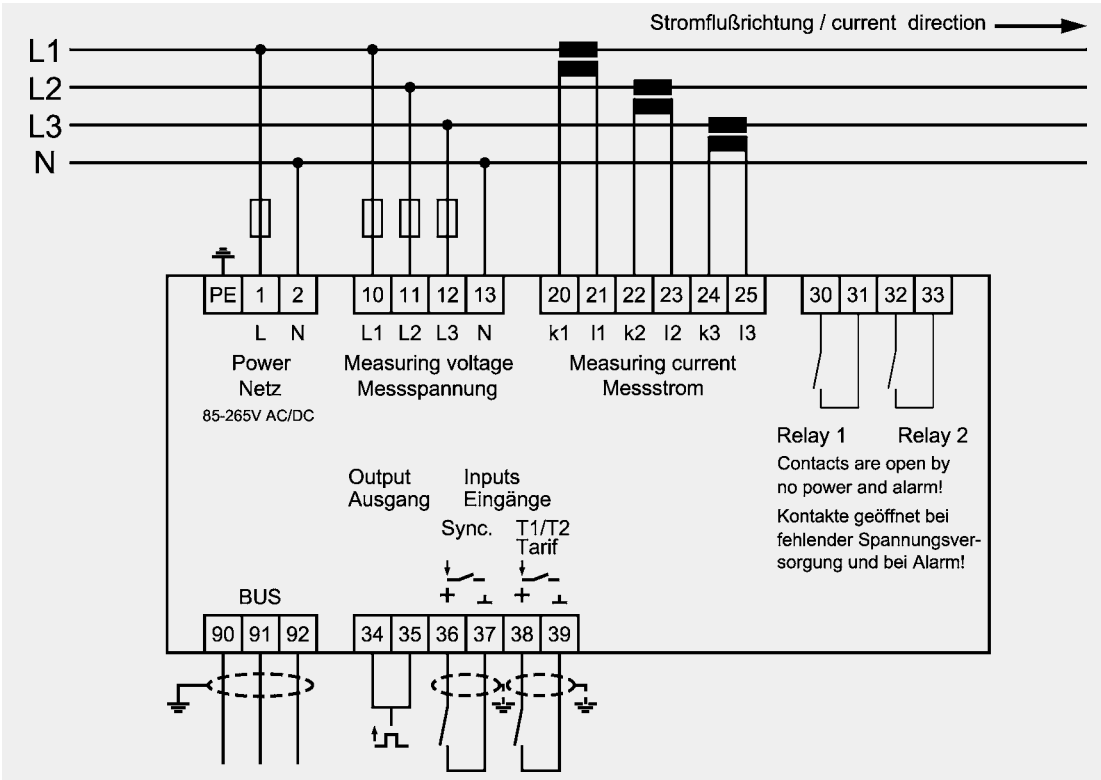 Stromflußrichtung / current direction
L1
L2
L3
N
PE 1 2 10 11 12 13 20 21 22 23 24 25 30 31 32 33
L N L1 L2 L3 N k1 l1 k2 l2 k3 l3
Power
Netz
85-265V AC/DC
Measuring voltage
Messspannung
Measuring current
Messstrom
Relay 1 Relay 2
Contacts are open by
no power and alarm!
Kontakte geöffnet bei
fehlender Spannungsver-
sorgung und bei Alarm!
Output
Ausgang
Inputs
Eingänge
Sync.
T1/T2
Tarif
+ +
BUS
90 91 92 34 35 36 37 38 39